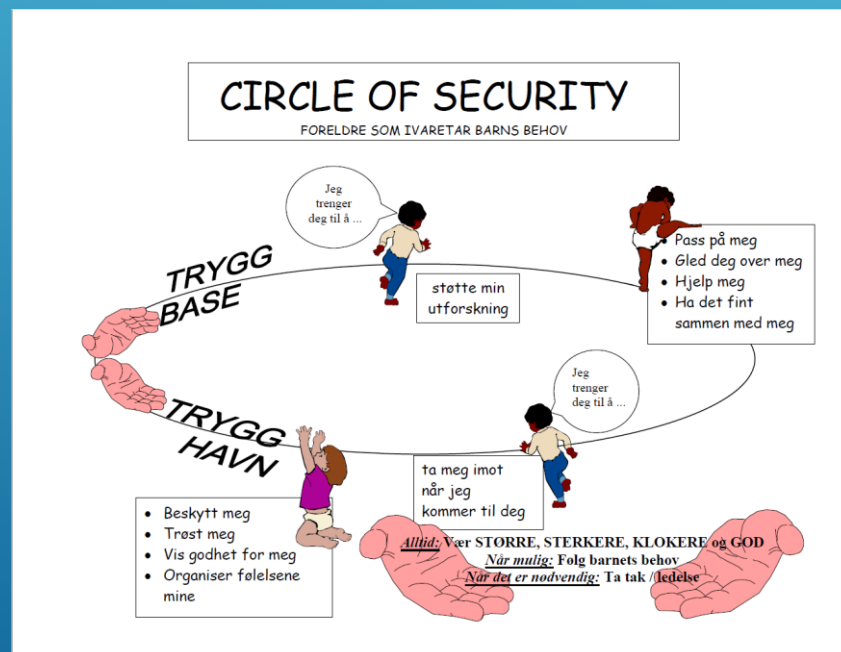 CIRCLE OF SECURITY
FORELDRE SOM IVARETAR BARNS BEHOV
Jeg
trenger
deg til å ...
TRYGG
BASE
støtte min
utforskning
• Pass på meg
• Gled deg over meg
• Hjelp meg
• Ha det fint
sammen med meg
Jeg
trenger
deg til å ...
TRYGG
HAVN
ta meg imot
når jeg
kommer til deg
• Beskytt meg
• Trøst meg
• Vis godhet for meg
• Organiser følelsene
mine
Alltid: Vær STØRRE, STERKERE, KLOKERE og GOD
Når mulig: Følg barnets behov
Når det er nødvendig: Ta tak / ledelse